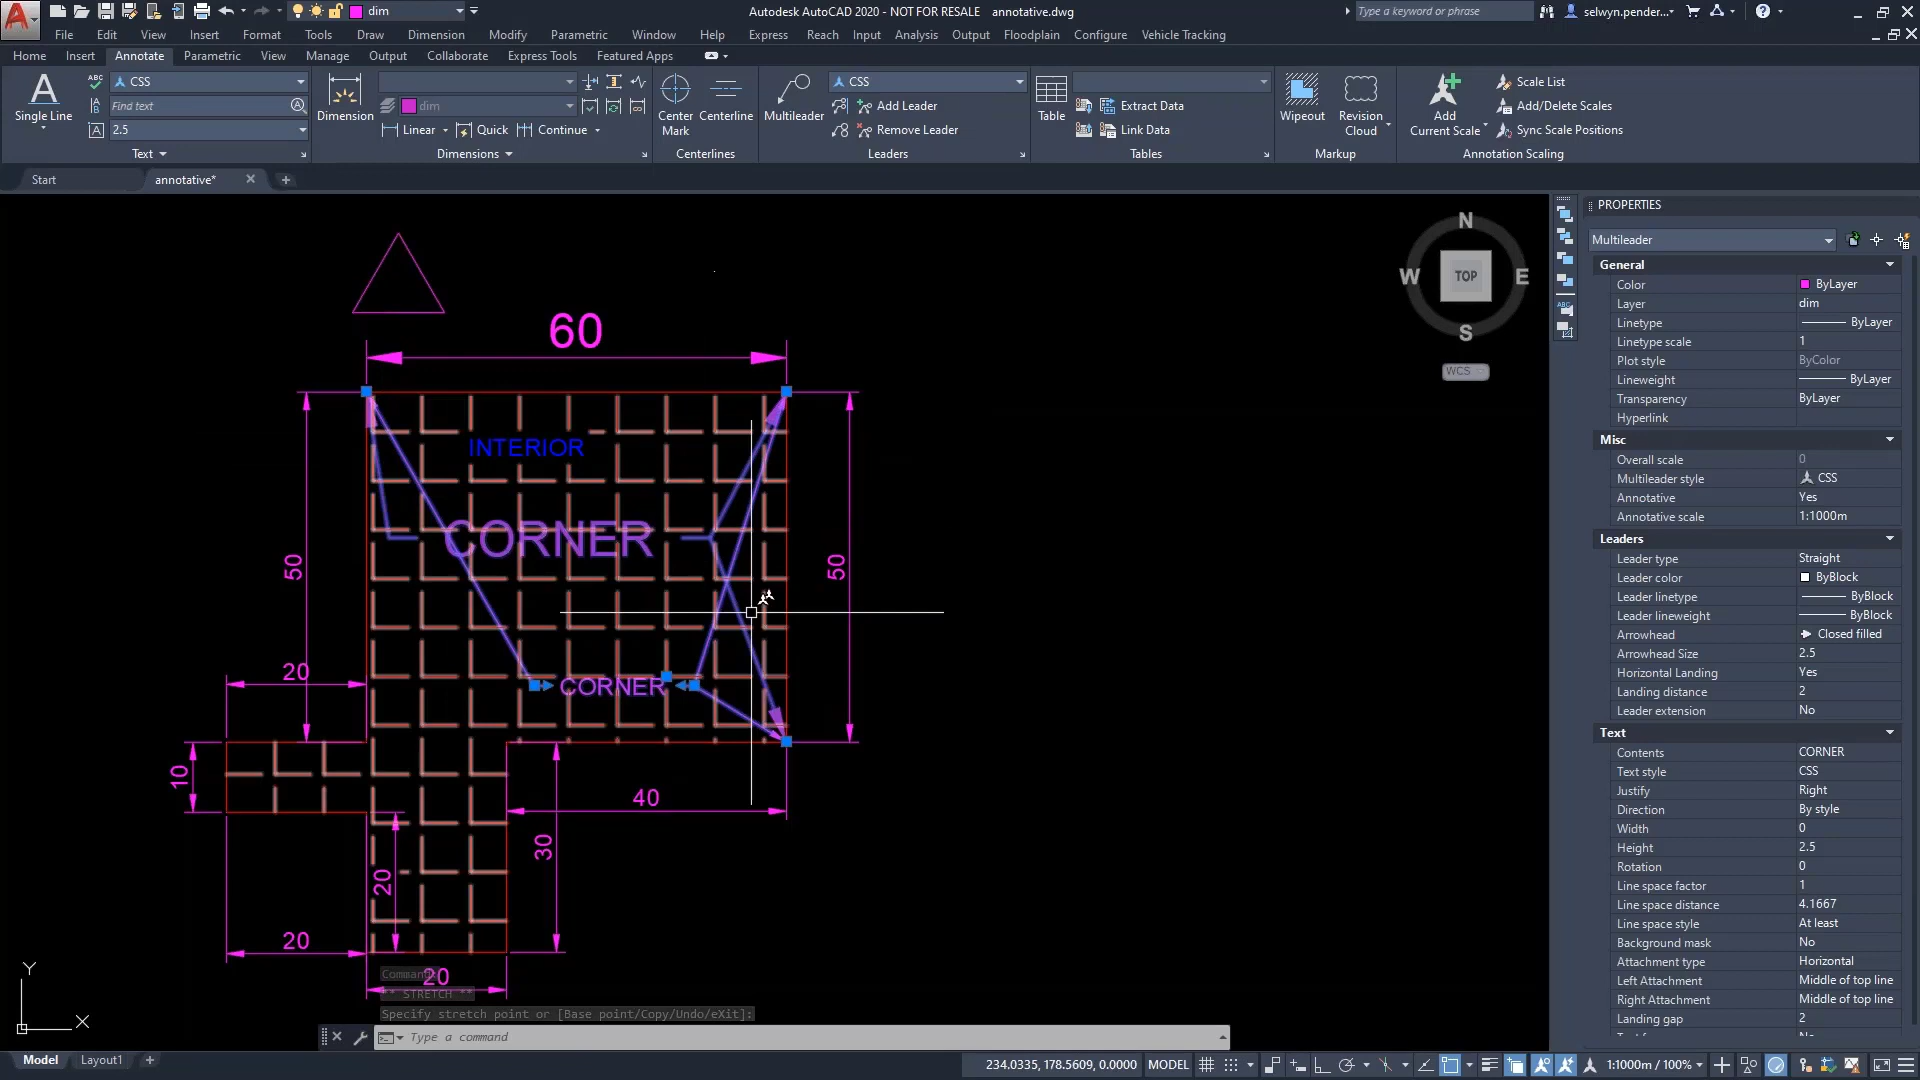 dim
Autodesk AutoCAD 2020 - NOT FOR RESALE annotative.dwg
Type a keyword or phrase
selwyn.pender...
File Edit View Insert Format Tools Draw Dimension Modify Parametric Window Help Express Reach Input Analysis Output Floodplain Configure Vehicle Tracking
Home Insert Annotate Parametric View Manage Output Collaborate Express Tools Featured Apps
A
Single Line
ABC
CSS
Find text
2.5
Text
Dimension
dim
Linear Quick Continue
Dimensions
Center Mark
Centerline
Centerlines
Multileader
CSS
Add Leader
Remove Leader
Leaders
Table
Extract Data
Link Data
Tables
Wipeout
Revision Cloud
Markup
Add Current Scale
Scale List
Add/Delete Scales
Sync Scale Positions
Annotation Scaling
Start
annotative*
N
W TOP E
S
WCS
60
INTERIOR
CORNER
50
50
CORNER
20
10
40
30
20
20
20
Y
X
Command:
** STRETCH **
Specify stretch point or [Base point/Copy/Undo/eXit]:
Type a command
PROPERTIES
Multileader
General
Color ByLayer
Layer dim
Linetype ByLayer
Linetype scale 1
Plot style ByColor
Lineweight ByLayer
Transparency ByLayer
Hyperlink
Misc
Overall scale 0
Multileader style CSS
Annotative Yes
Annotative scale 1:1000m
Leaders
Leader type Straight
Leader color ByBlock
Leader linetype ByBlock
Leader lineweight ByBlock
Arrowhead Closed filled
Arrowhead Size 2.5
Horizontal Landing Yes
Landing distance 2
Leader extension No
Text
Contents CORNER
Text style CSS
Justify Right
Direction By style
Width 0
Height 2.5
Rotation 0
Line space factor 1
Line space distance 4.1667
Line space style At least
Background mask No
Attachment type Horizontal
Left Attachment Middle of top line
Right Attachment Middle of top line
Landing gap 2
Model Layout1
234.0335, 178.5609, 0.0000 MODEL
1:1000m / 100%